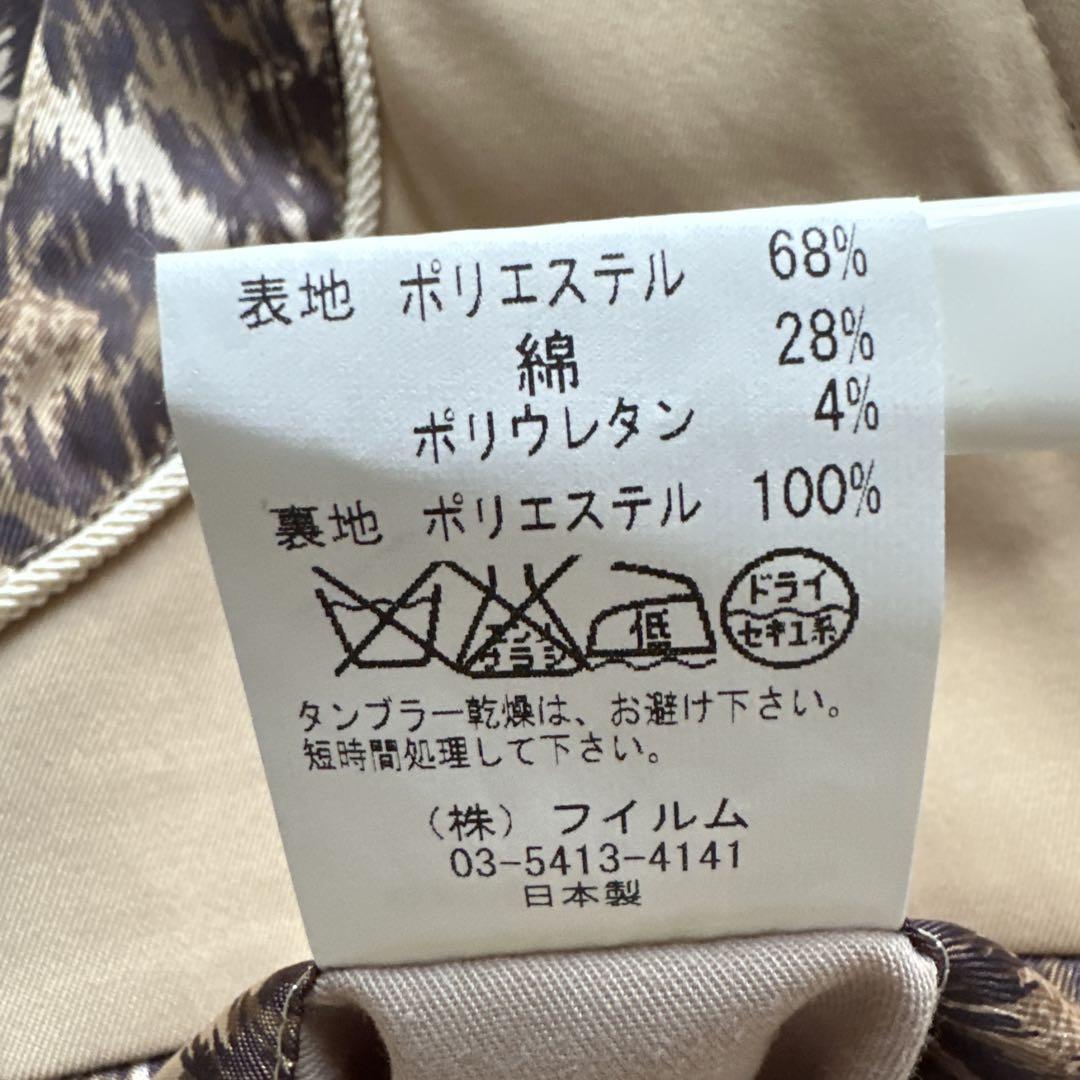 表地 ポリエステル 68%
綿 28%
ポリウレタン 4%
裏地 ポリエステル 100%
低
ドライ
セキユ系
タンブラー乾燥は、お避け下さい。
短時間処理して下さい。
(株) フイルム
03-5413-4141
日本製